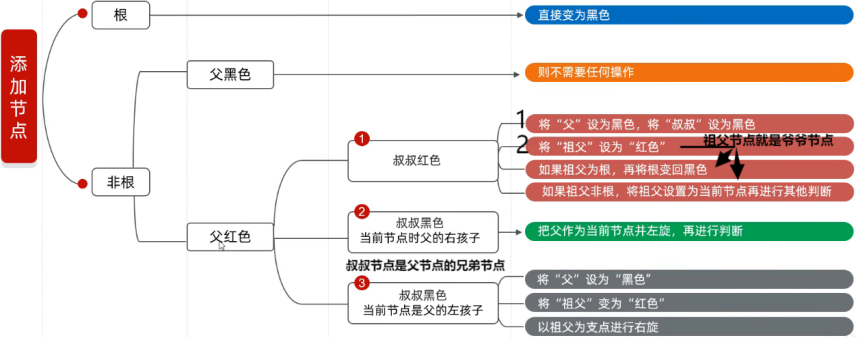 添加节点
根
直接变为黑色
非根
父黑色
则不需要任何操作
父红色
1
叔叔红色
1
将“父”设为黑色，将“叔叔”设为黑色
2
将“祖父”设为“红色”
祖父节点就是爷爷节点
如果祖父为根，再将根变回黑色
如果祖父非根，将祖父设置为当前节点再进行其他判断
2
叔叔黑色
当前节点时父的右孩子
把父作为当前节点并左旋，再进行判断
叔叔节点是父节点的兄弟节点
3
叔叔黑色
当前节点是父的左孩子
将“父”设为“黑色”
将“祖父”变为“红色”
以祖父为支点进行右旋